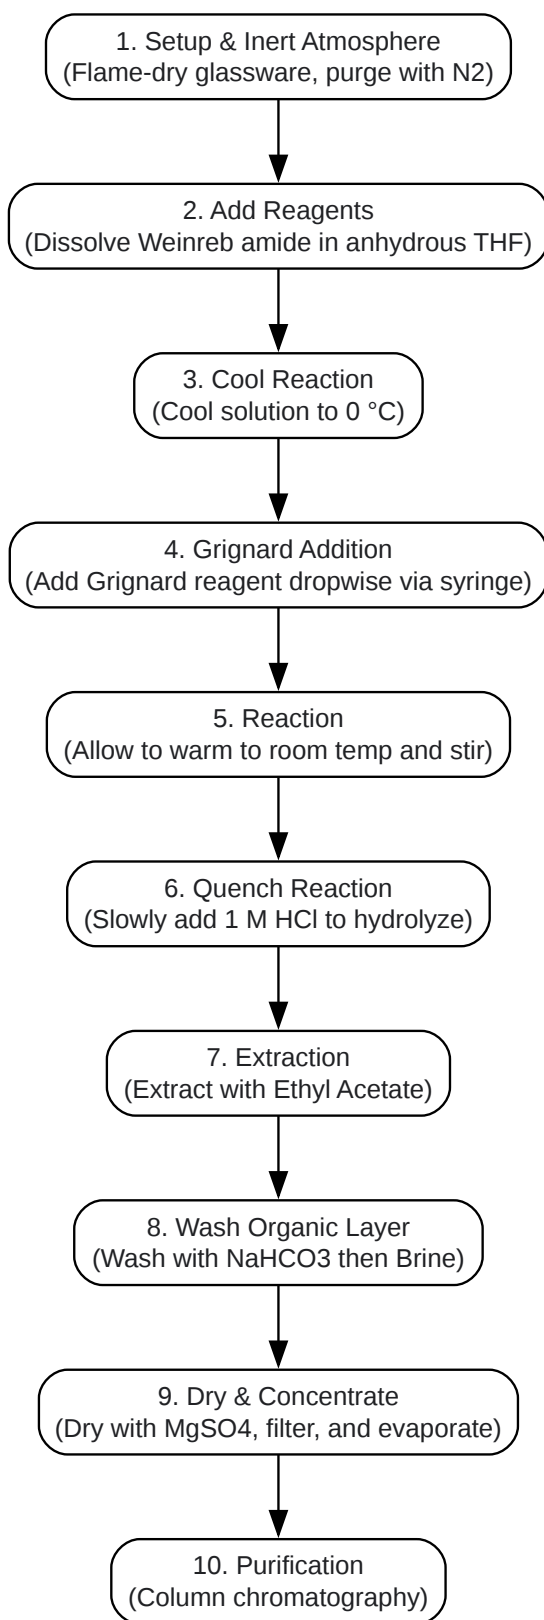 1. Setup & Inert Atmosphere
(Flame-dry glassware, purge with N2)
2. Add Reagents
(Dissolve Weinreb amide in anhydrous THF)
3. Cool Reaction
(Cool solution to 0 °C)
4. Grignard Addition
(Add Grignard reagent dropwise via syringe)
5. Reaction
(Allow to warm to room temp and stir)
6. Quench Reaction
(Slowly add 1 M HCl to hydrolyze)
7. Extraction
(Extract with Ethyl Acetate)
8. Wash Organic Layer
(Wash with NaHCO3 then Brine)
9. Dry & Concentrate
(Dry with MgSO4, filter, and evaporate)
10. Purification
(Column chromatography)